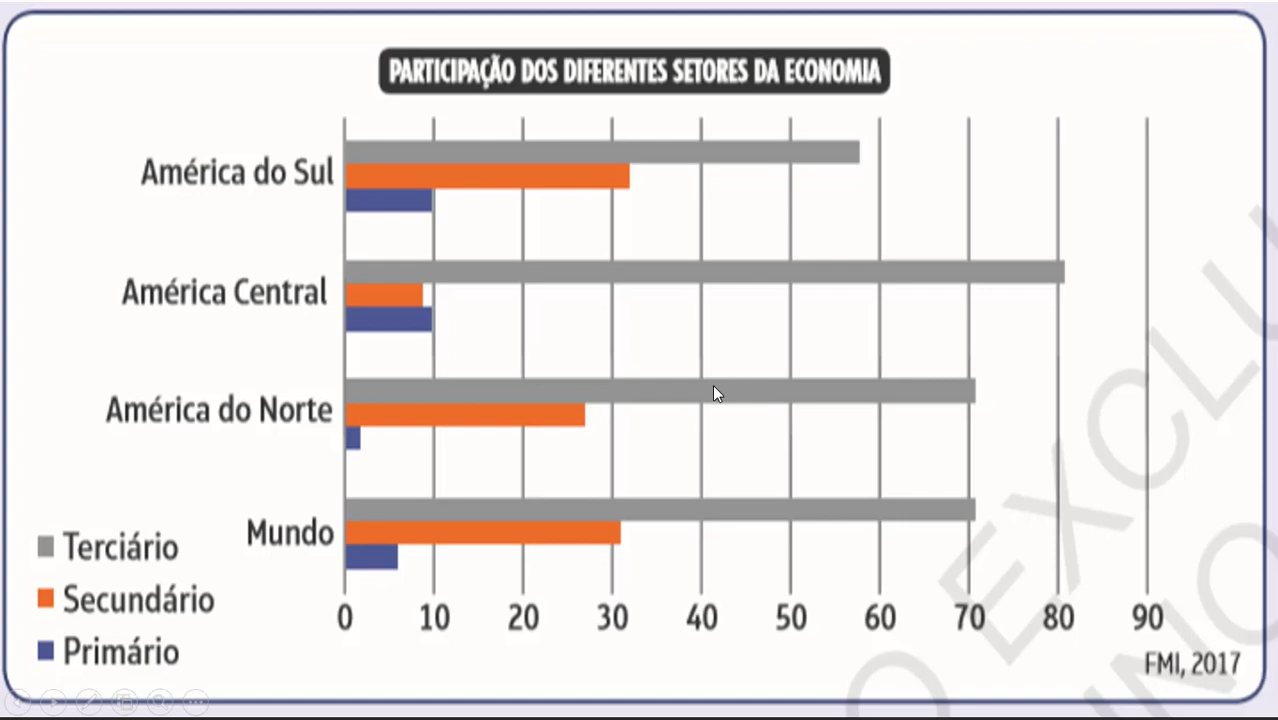 PARTICIPAÇÃO DOS DIFERENTES SETORES DA ECONOMIA
América do Sul
América Central
América do Norte
Mundo
Terciário
Secundário
Primário
0 10 20 30 40 50 60 70 80 90
FMI, 2017
O EXCLU